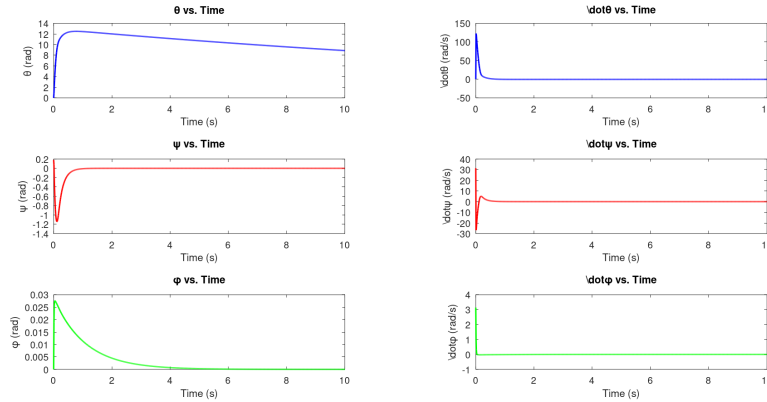 θ vs. Time
14
12
10
8
6
4
2
0
θ (rad)
0 2 4 6 8 10
Time (s)
\dotθ vs. Time
150
100
50
0
-50
\dotθ (rad/s)
0 2 4 6 8 1
Time (s)
ψ vs. Time
0.2
0
-0.2
-0.4
-0.6
-0.8
-1
-1.2
-1.4
ψ (rad)
0 2 4 6 8 10
Time (s)
\dotψ vs. Time
40
30
20
10
0
-10
-20
-30
\dotψ (rad/s)
0 2 4 6 8 1
Time (s)
φ vs. Time
0.03
0.025
0.02
0.015
0.01
0.005
0
φ (rad)
0 2 4 6 8 10
Time (s)
\dotφ vs. Time
4
3
2
1
0
-1
\dotφ (rad/s)
0 2 4 6 8 1
Time (s)